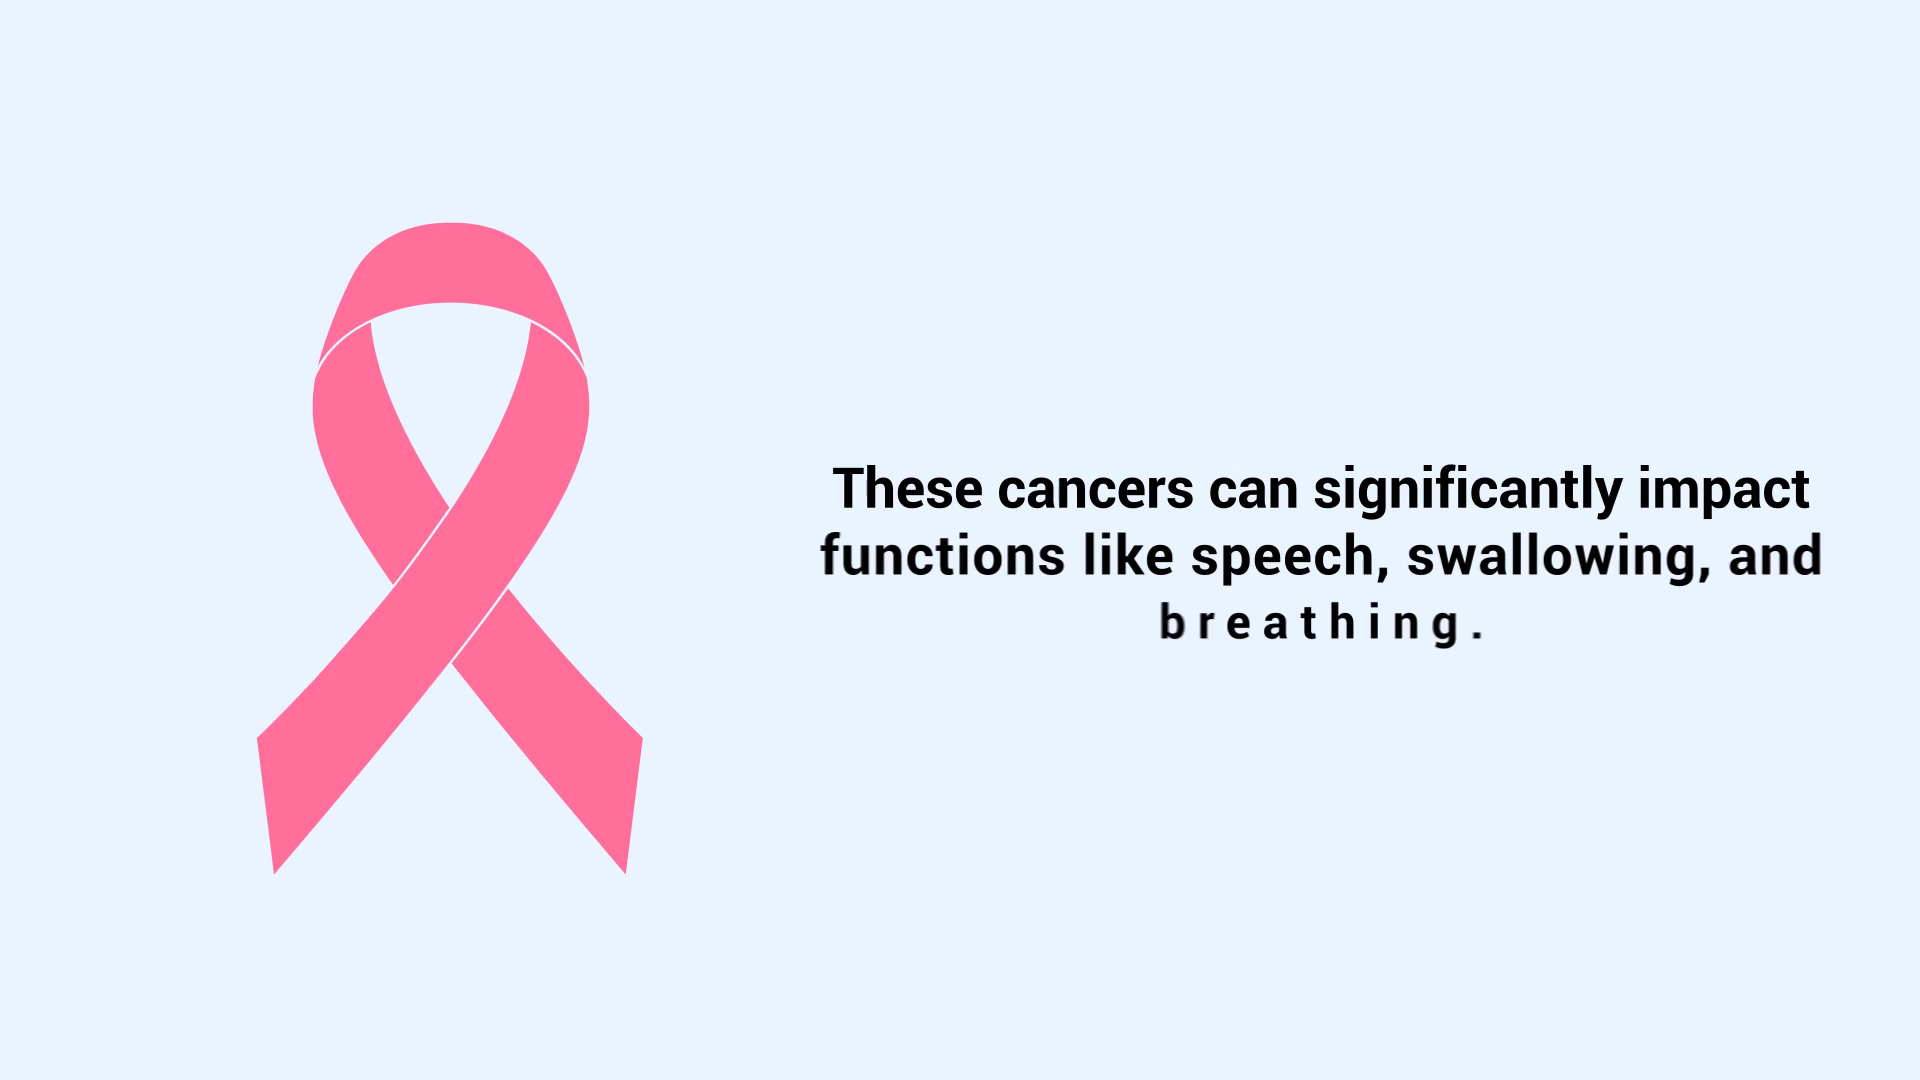 These cancers can significantly impact
functions like speech, swallowing, and
breathing.